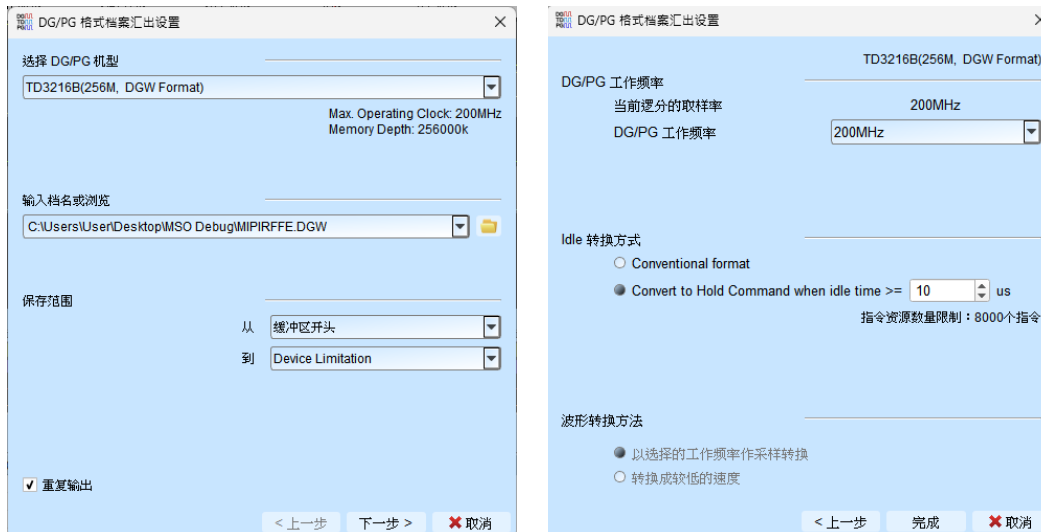 DG/PG 格式档案汇出设置
选择 DG/PG 机型
TD3216B(256M, DGW Format)
Max. Operating Clock: 200MHz
Memory Depth: 256000k
输入档名或浏览
C:\Users\User\Desktop\MSO Debug\MIPIRFFE.DGW
保存范围
从 缓冲区开头
到 Device Limitation
重复输出
< 上一步 下一步 > 取消
DG/PG 格式档案汇出设置
TD3216B(256M, DGW Format)
DG/PG 工作频率
当前逻分的取样率 200MHz
DG/PG 工作频率 200MHz
Idle 转换方式
Conventional format
Convert to Hold Command when idle time >= 10 us
指令资源数量限制：8000个指令
波形转换方法
以选择的工作频率作采样转换
转换成较低的速度
< 上一步 完成 取消